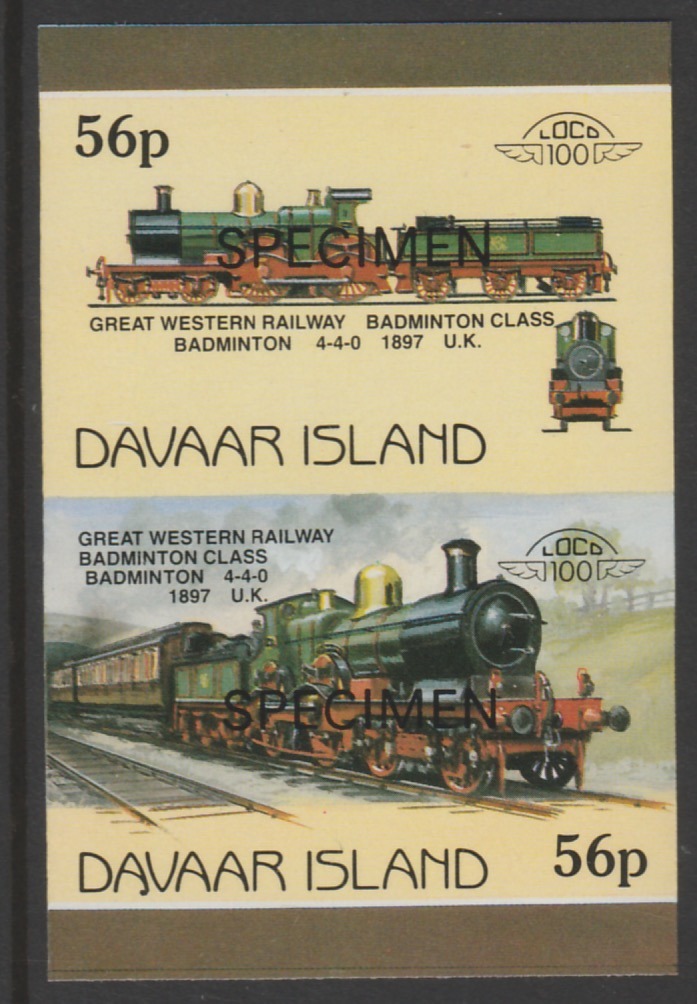 56p
LOCO
100
SPECIMEN
GREAT WESTERN RAILWAY BADMINTON CLASS
BADMINTON 4-4-0 1897 U.K.
DAVAAR ISLAND
GREAT WESTERN RAILWAY
BADMINTON CLASS
BADMINTON 4-4-0
1897 U.K.
LOCO
100
SPECIMEN
DAVAAR ISLAND
56p